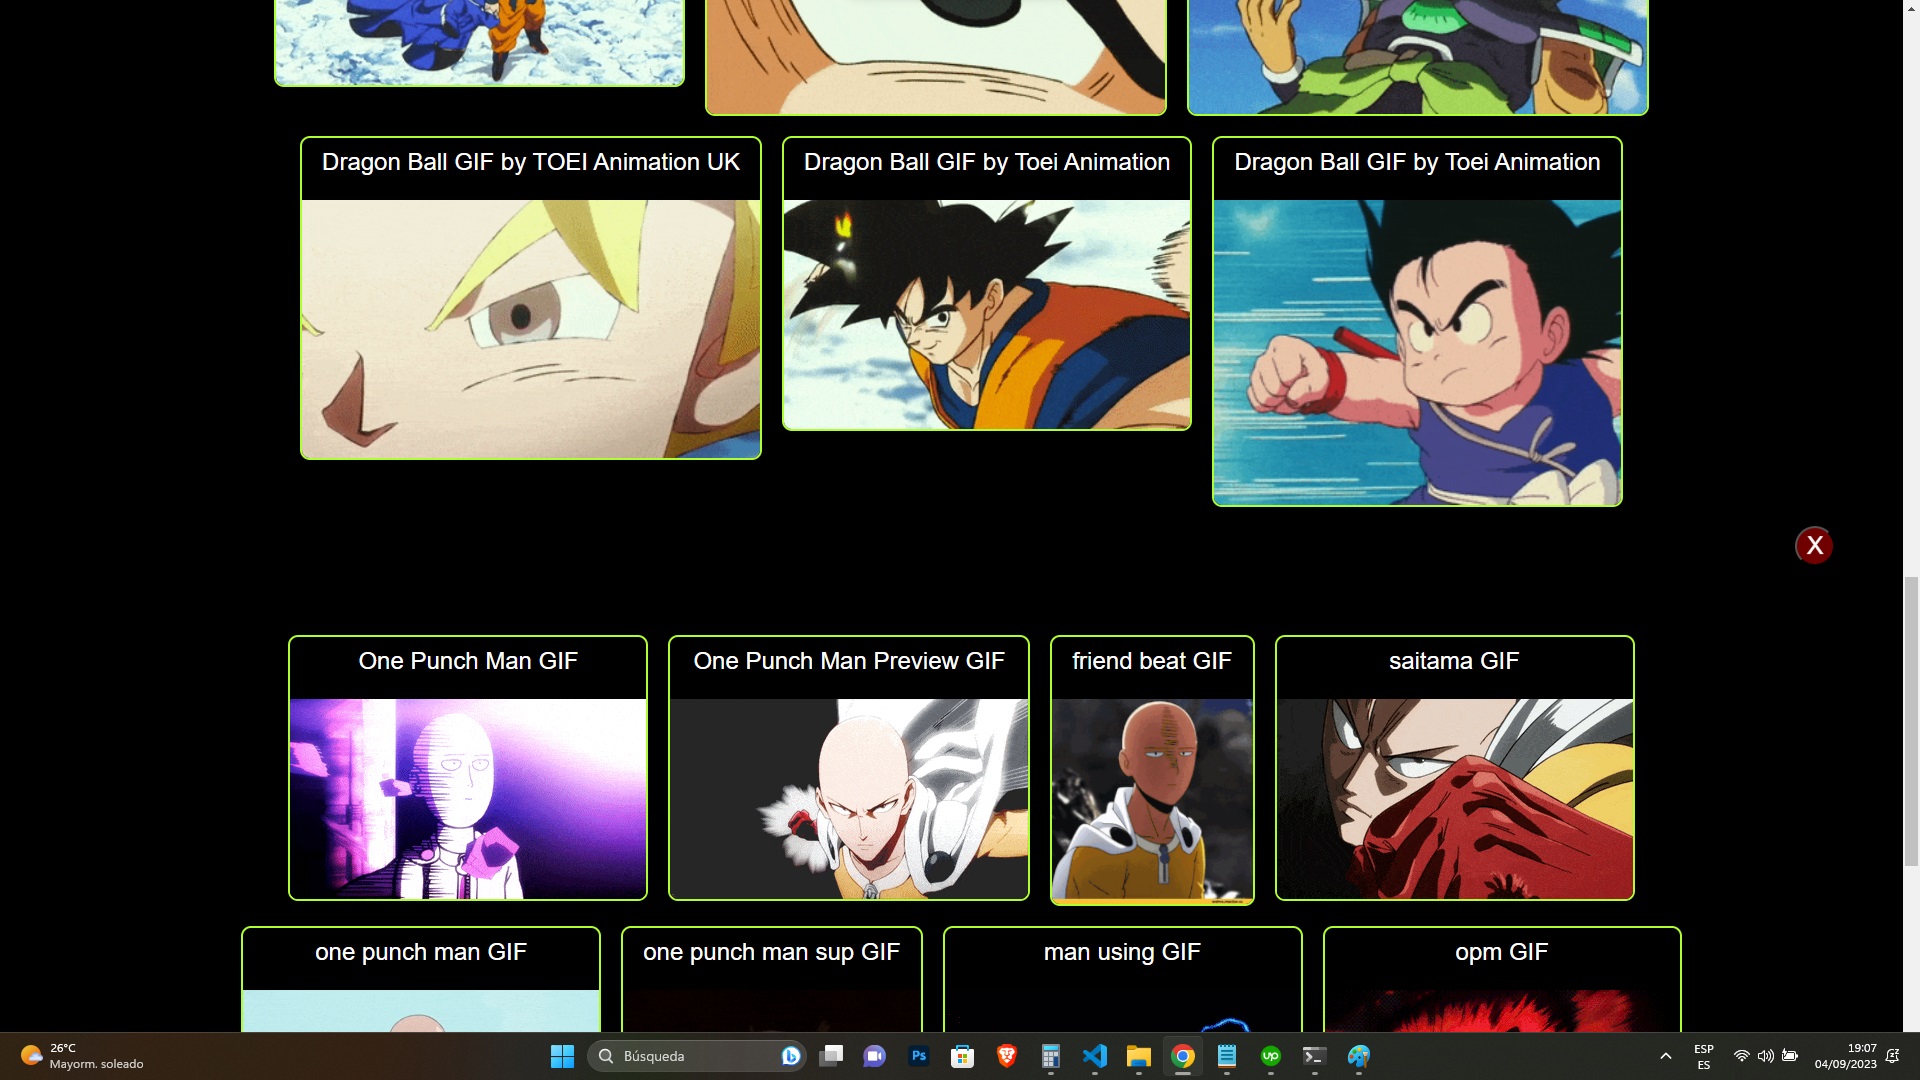 Dragon Ball GIF by TOEI Animation UK
Dragon Ball GIF by Toei Animation
Dragon Ball GIF by Toei Animation
X
One Punch Man GIF
One Punch Man Preview GIF
friend beat GIF
saitama GIF
one punch man GIF
one punch man sup GIF
man using GIF
opm GIF
26°C
Mayorm. soleado
Búsqueda
Ps
up
ESP
ES
19:07
04/09/2023